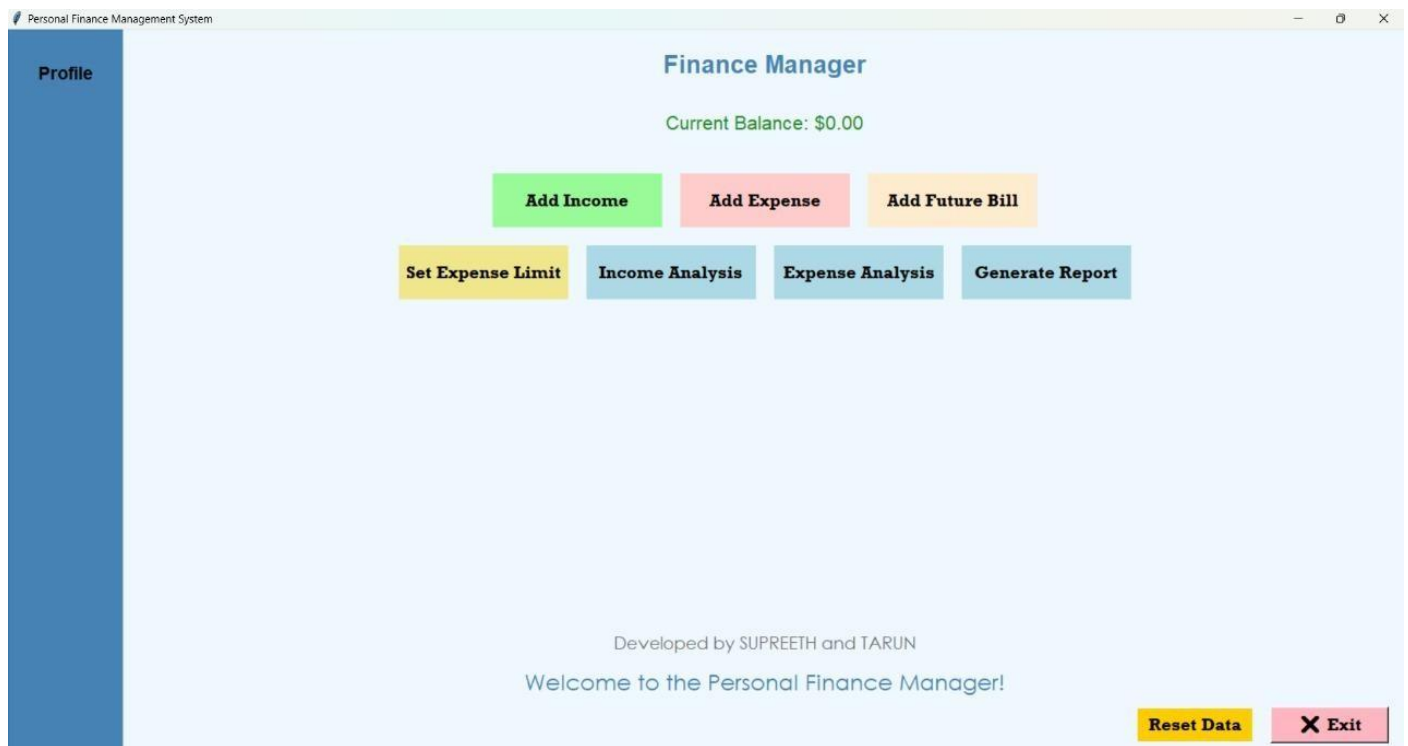 Personal Finance Management System
Profile
Finance Manager
Current Balance: $0.00
Add Income Add Expense Add Future Bill
Set Expense Limit Income Analysis Expense Analysis Generate Report
Developed by SUPREETH and TARUN
Welcome to the Personal Finance Manager!
Reset Data ✕ Exit